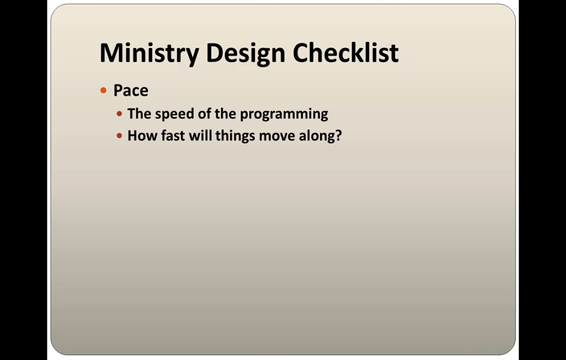 Ministry Design Checklist
Pace
The speed of the programming
How fast will things move along?